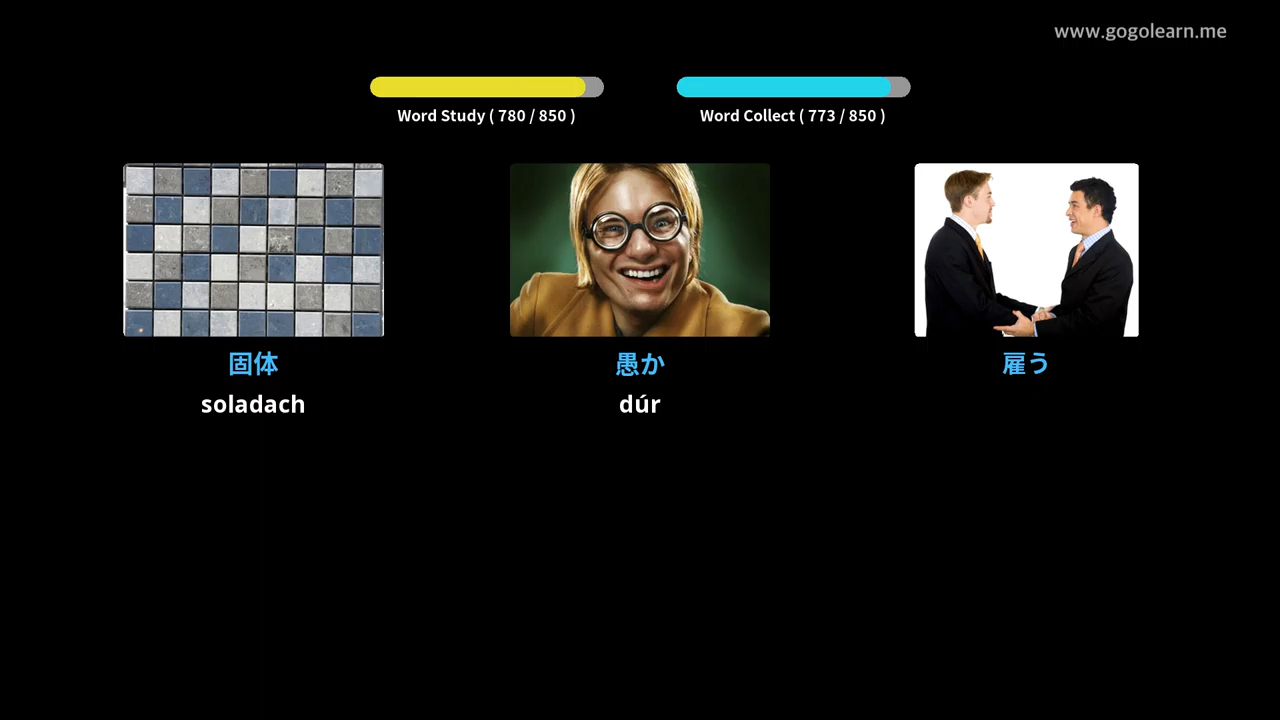 www.gogolearn.me
Word Study ( 780 / 850 )
Word Collect ( 773 / 850 )
固体
愚か
雇う
soladach
dúr